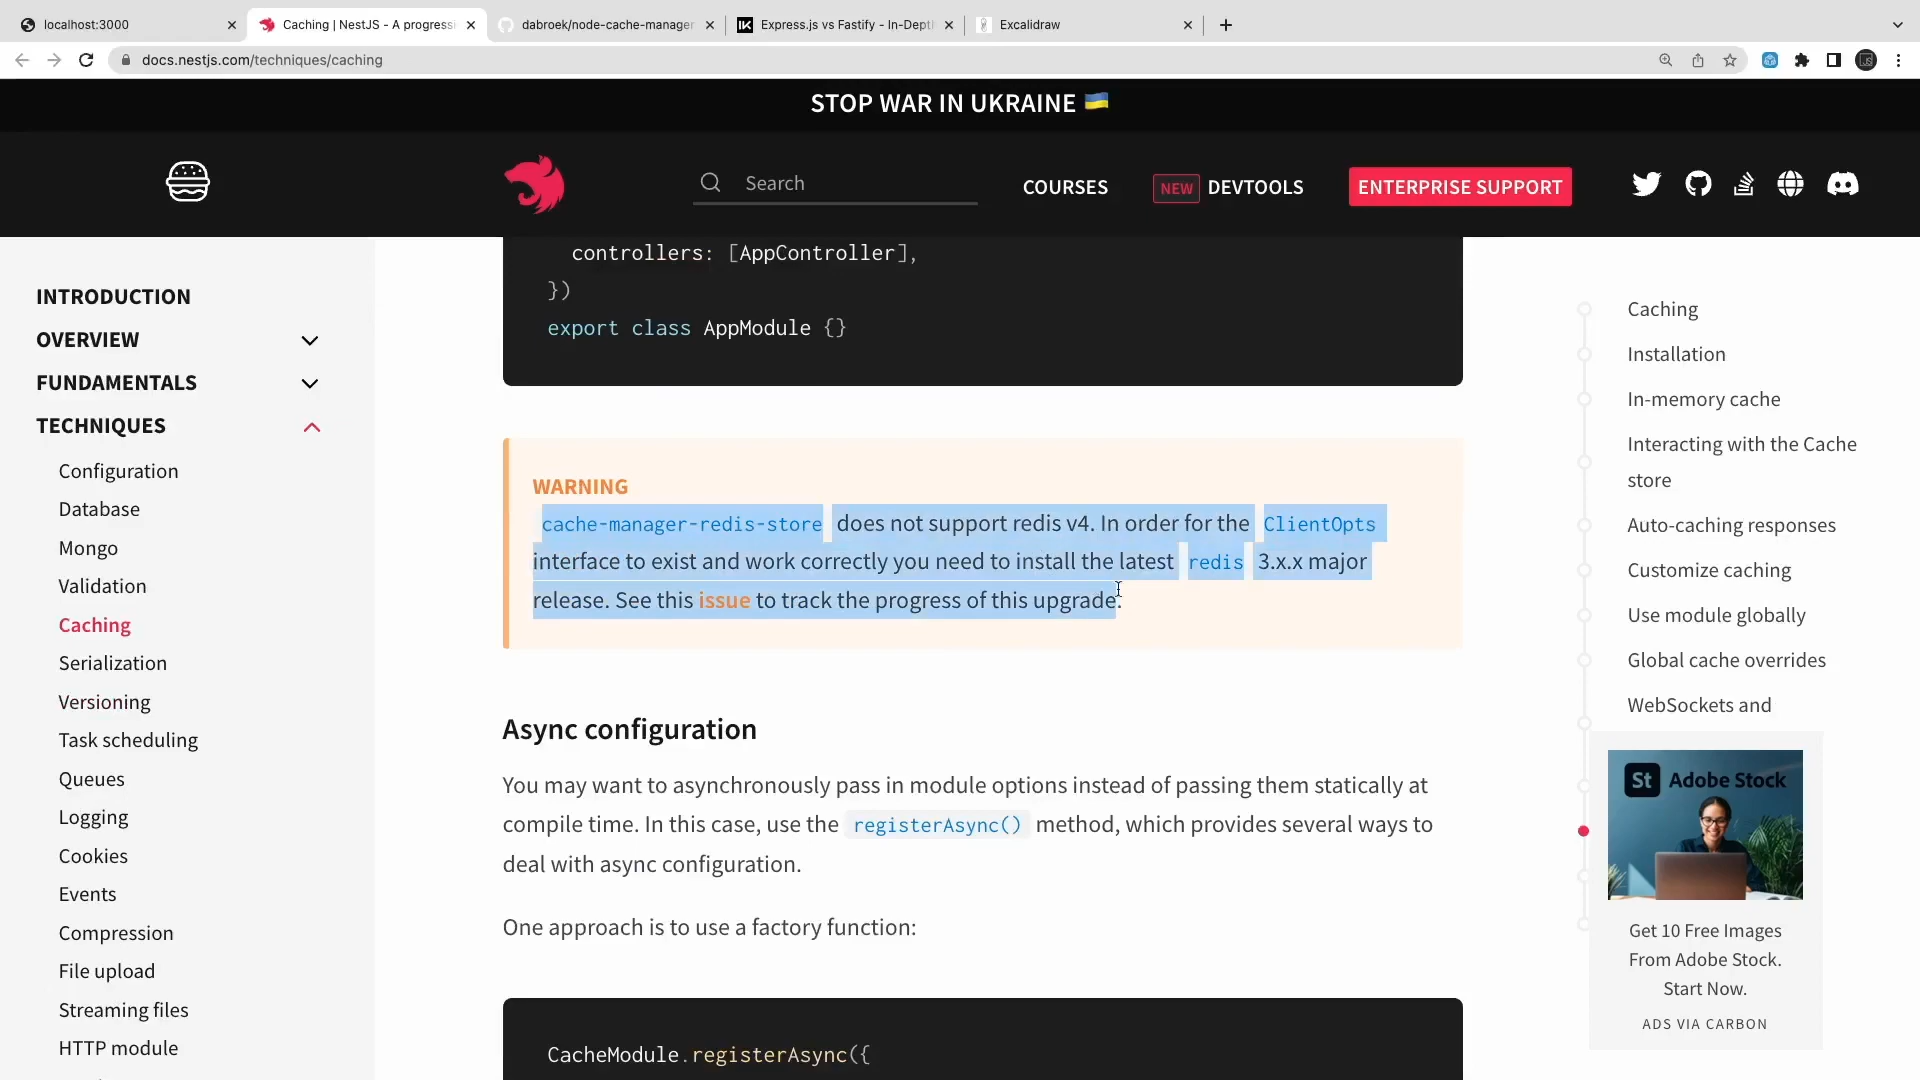 localhost:3000
Caching | NestJS - A progressi
dabroek/node-cache-manager
Express.js vs Fastify - In-Dept
Excalidraw
docs.nestjs.com/techniques/caching
STOP WAR IN UKRAINE 🇺🇦
Search
COURSES
NEW DEVTOOLS
ENTERPRISE SUPPORT
INTRODUCTION
OVERVIEW
FUNDAMENTALS
TECHNIQUES
Configuration
Database
Mongo
Validation
Caching
Serialization
Versioning
Task scheduling
Queues
Logging
Cookies
Events
Compression
File upload
Streaming files
HTTP module
controllers: [AppController],
})
export class AppModule {}
WARNING
cache-manager-redis-store does not support redis v4. In order for the ClientOpts
interface to exist and work correctly you need to install the latest redis 3.x.x major
release. See this issue to track the progress of this upgrade.
Async configuration
You may want to asynchronously pass in module options instead of passing them statically at
compile time. In this case, use the registerAsync() method, which provides several ways to
deal with async configuration.
One approach is to use a factory function:
CacheModule.registerAsync({
Caching
Installation
In-memory cache
Interacting with the Cache
store
Auto-caching responses
Customize caching
Use module globally
Global cache overrides
WebSockets and
St Adobe Stock
Get 10 Free Images
From Adobe Stock.
Start Now.
ADS VIA CARBON